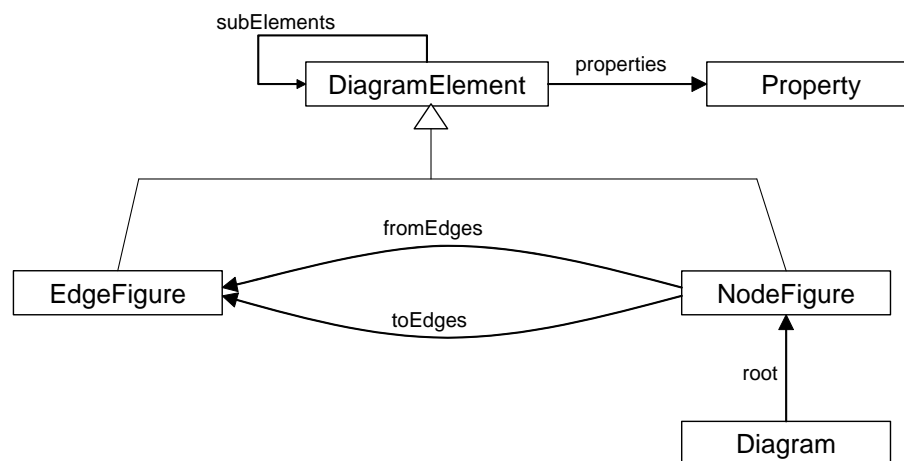 subElements
properties
DiagramElement
Property
fromEdges
EdgeFigure
NodeFigure
toEdges
root
Diagram